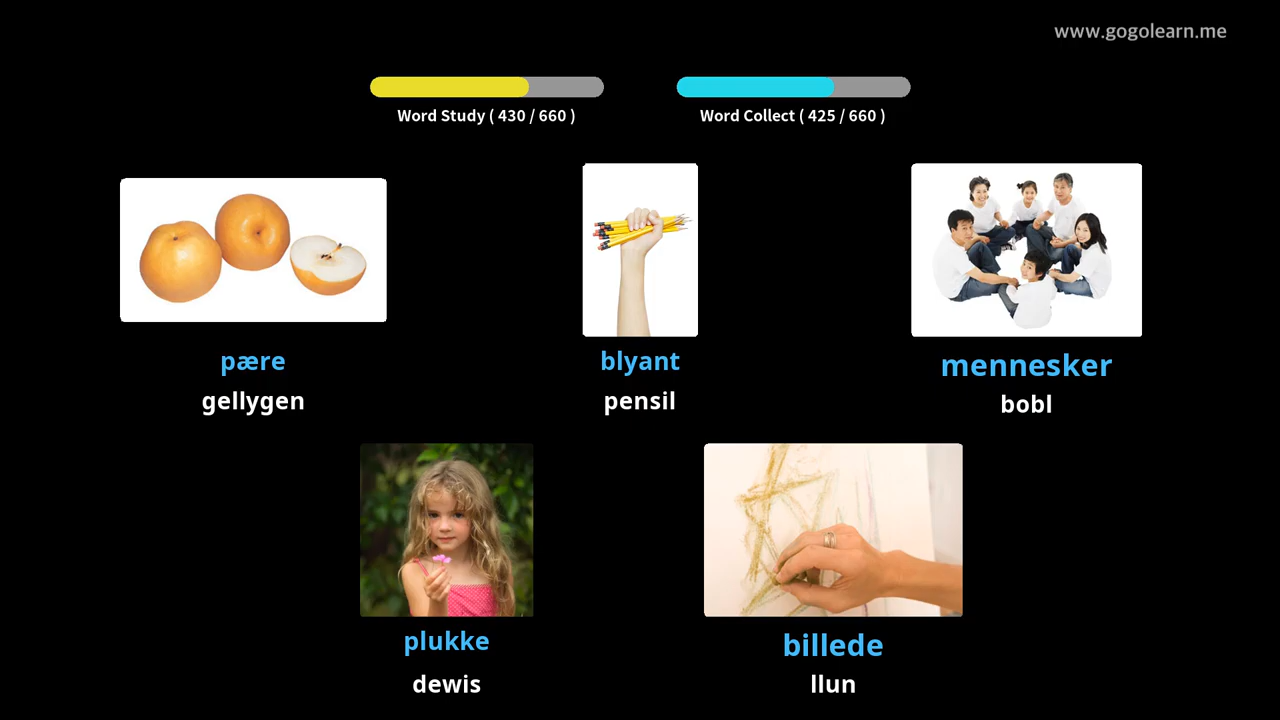 www.gogolearn.me
Word Study ( 430 / 660 )
Word Collect ( 425 / 660 )
pære
gellygen
blyant
pensil
mennesker
bobl
plukke
dewis
billede
llun